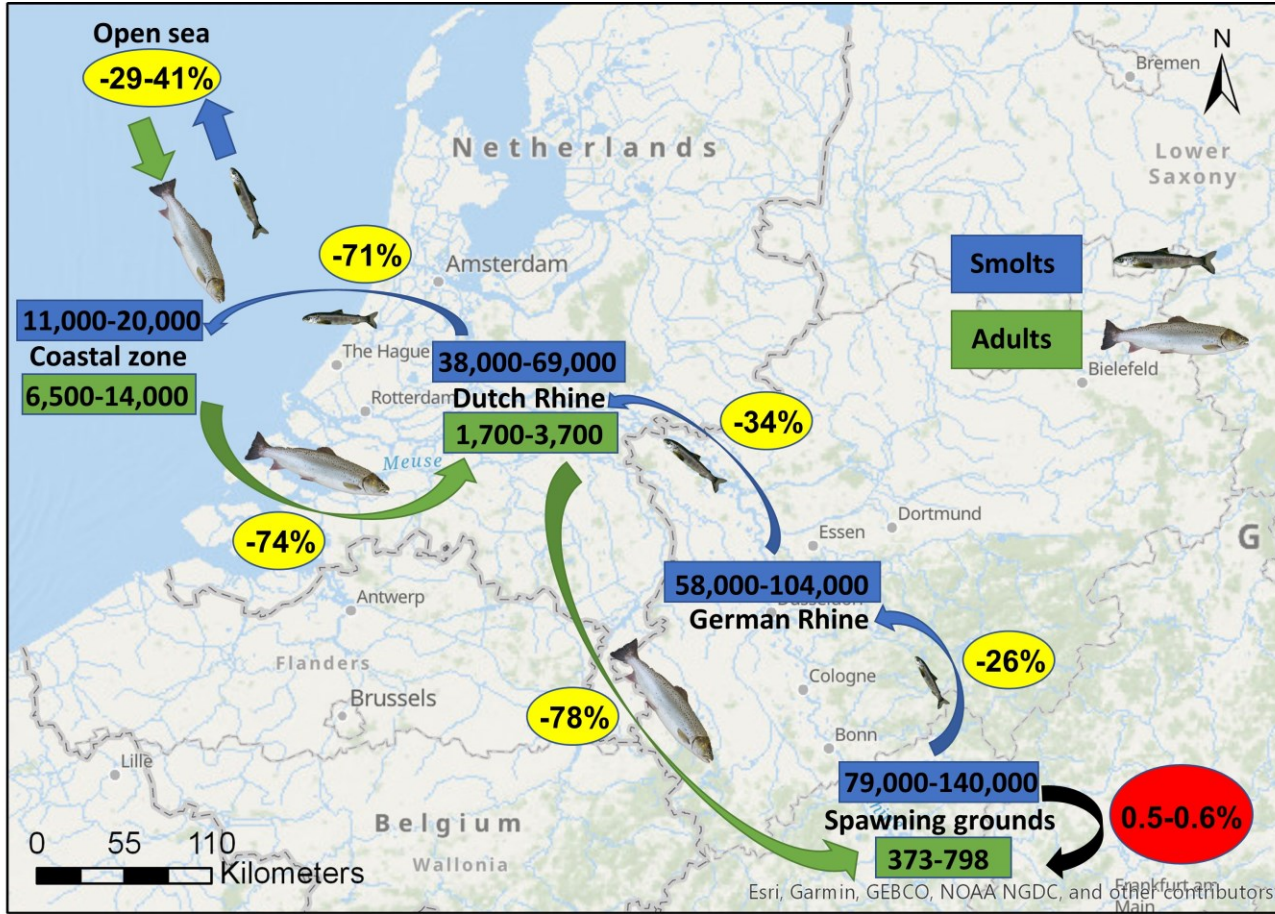 Open sea
-29-41%
N
Bremen
Netherlands
Lower
Saxony
-71%
Amsterdam
Smolts
11,000-20,000
Coastal zone
6,500-14,000
The Hague
38,000-69,000
Dutch Rhine
1,700-3,700
Rotterdam
Adults
Bielefeld
-34%
Meuse
-74%
Essen
Dortmund
G
Antwerp
58,000-104,000
German Rhine
Flanders
Brussels
-26%
Cologne
-78%
Bonn
Lille
79,000-140,000
Spawning grounds
373-798
0.5-0.6%
0 55 110
Kilometers
Belgium
Wallonia
Frankfurt am
Main
Esri, Garmin, GEBCO, NOAA NGDC, and other contributors